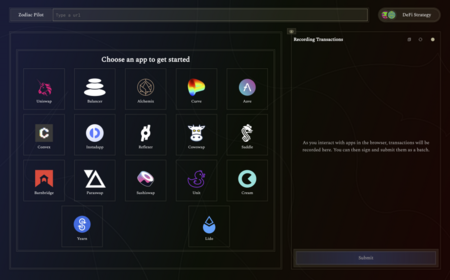 Zodiac Pilot
Type a url
DeFi Strategy
Choose an app to get started
Recording Transactions
Uniswap
Balancer
Alchemix
Curve
Aave
Convex
Instadapp
Reflexer
Cowswap
Saddle
Barnbridge
Paraswap
Sushiswap
Unit
Cream
Yearn
Lido
As you interact with apps in the browser, transactions will be
recorded here. You can then sign and submit them as a batch.
Submit